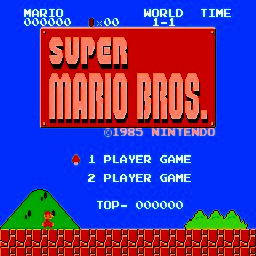 MARIO WORLD TIME
000000 0×00 1-1
SUPER
MARIO BROS.
©1985 NINTENDO
1 PLAYER GAME
2 PLAYER GAME
TOP- 000000